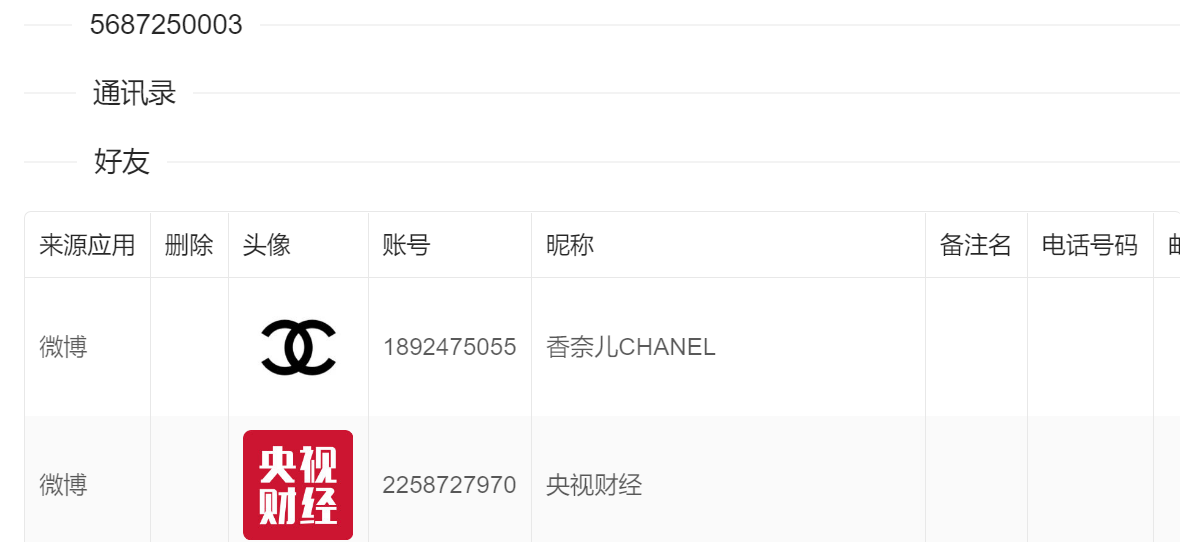 5687250003
通讯录
好友
来源应用 删除 头像 账号 昵称 备注名 电话号码
微博 1892475055 香奈儿CHANEL
央视
微博 2258727970 央视财经
财经